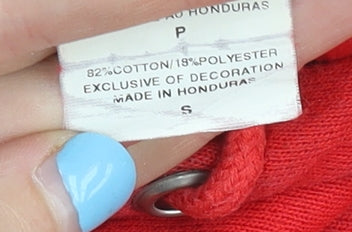 HONDURAS
P
82%COTTON/18%POLYESTER
EXCLUSIVE OF DECORATION
MADE IN HONDURAS
S